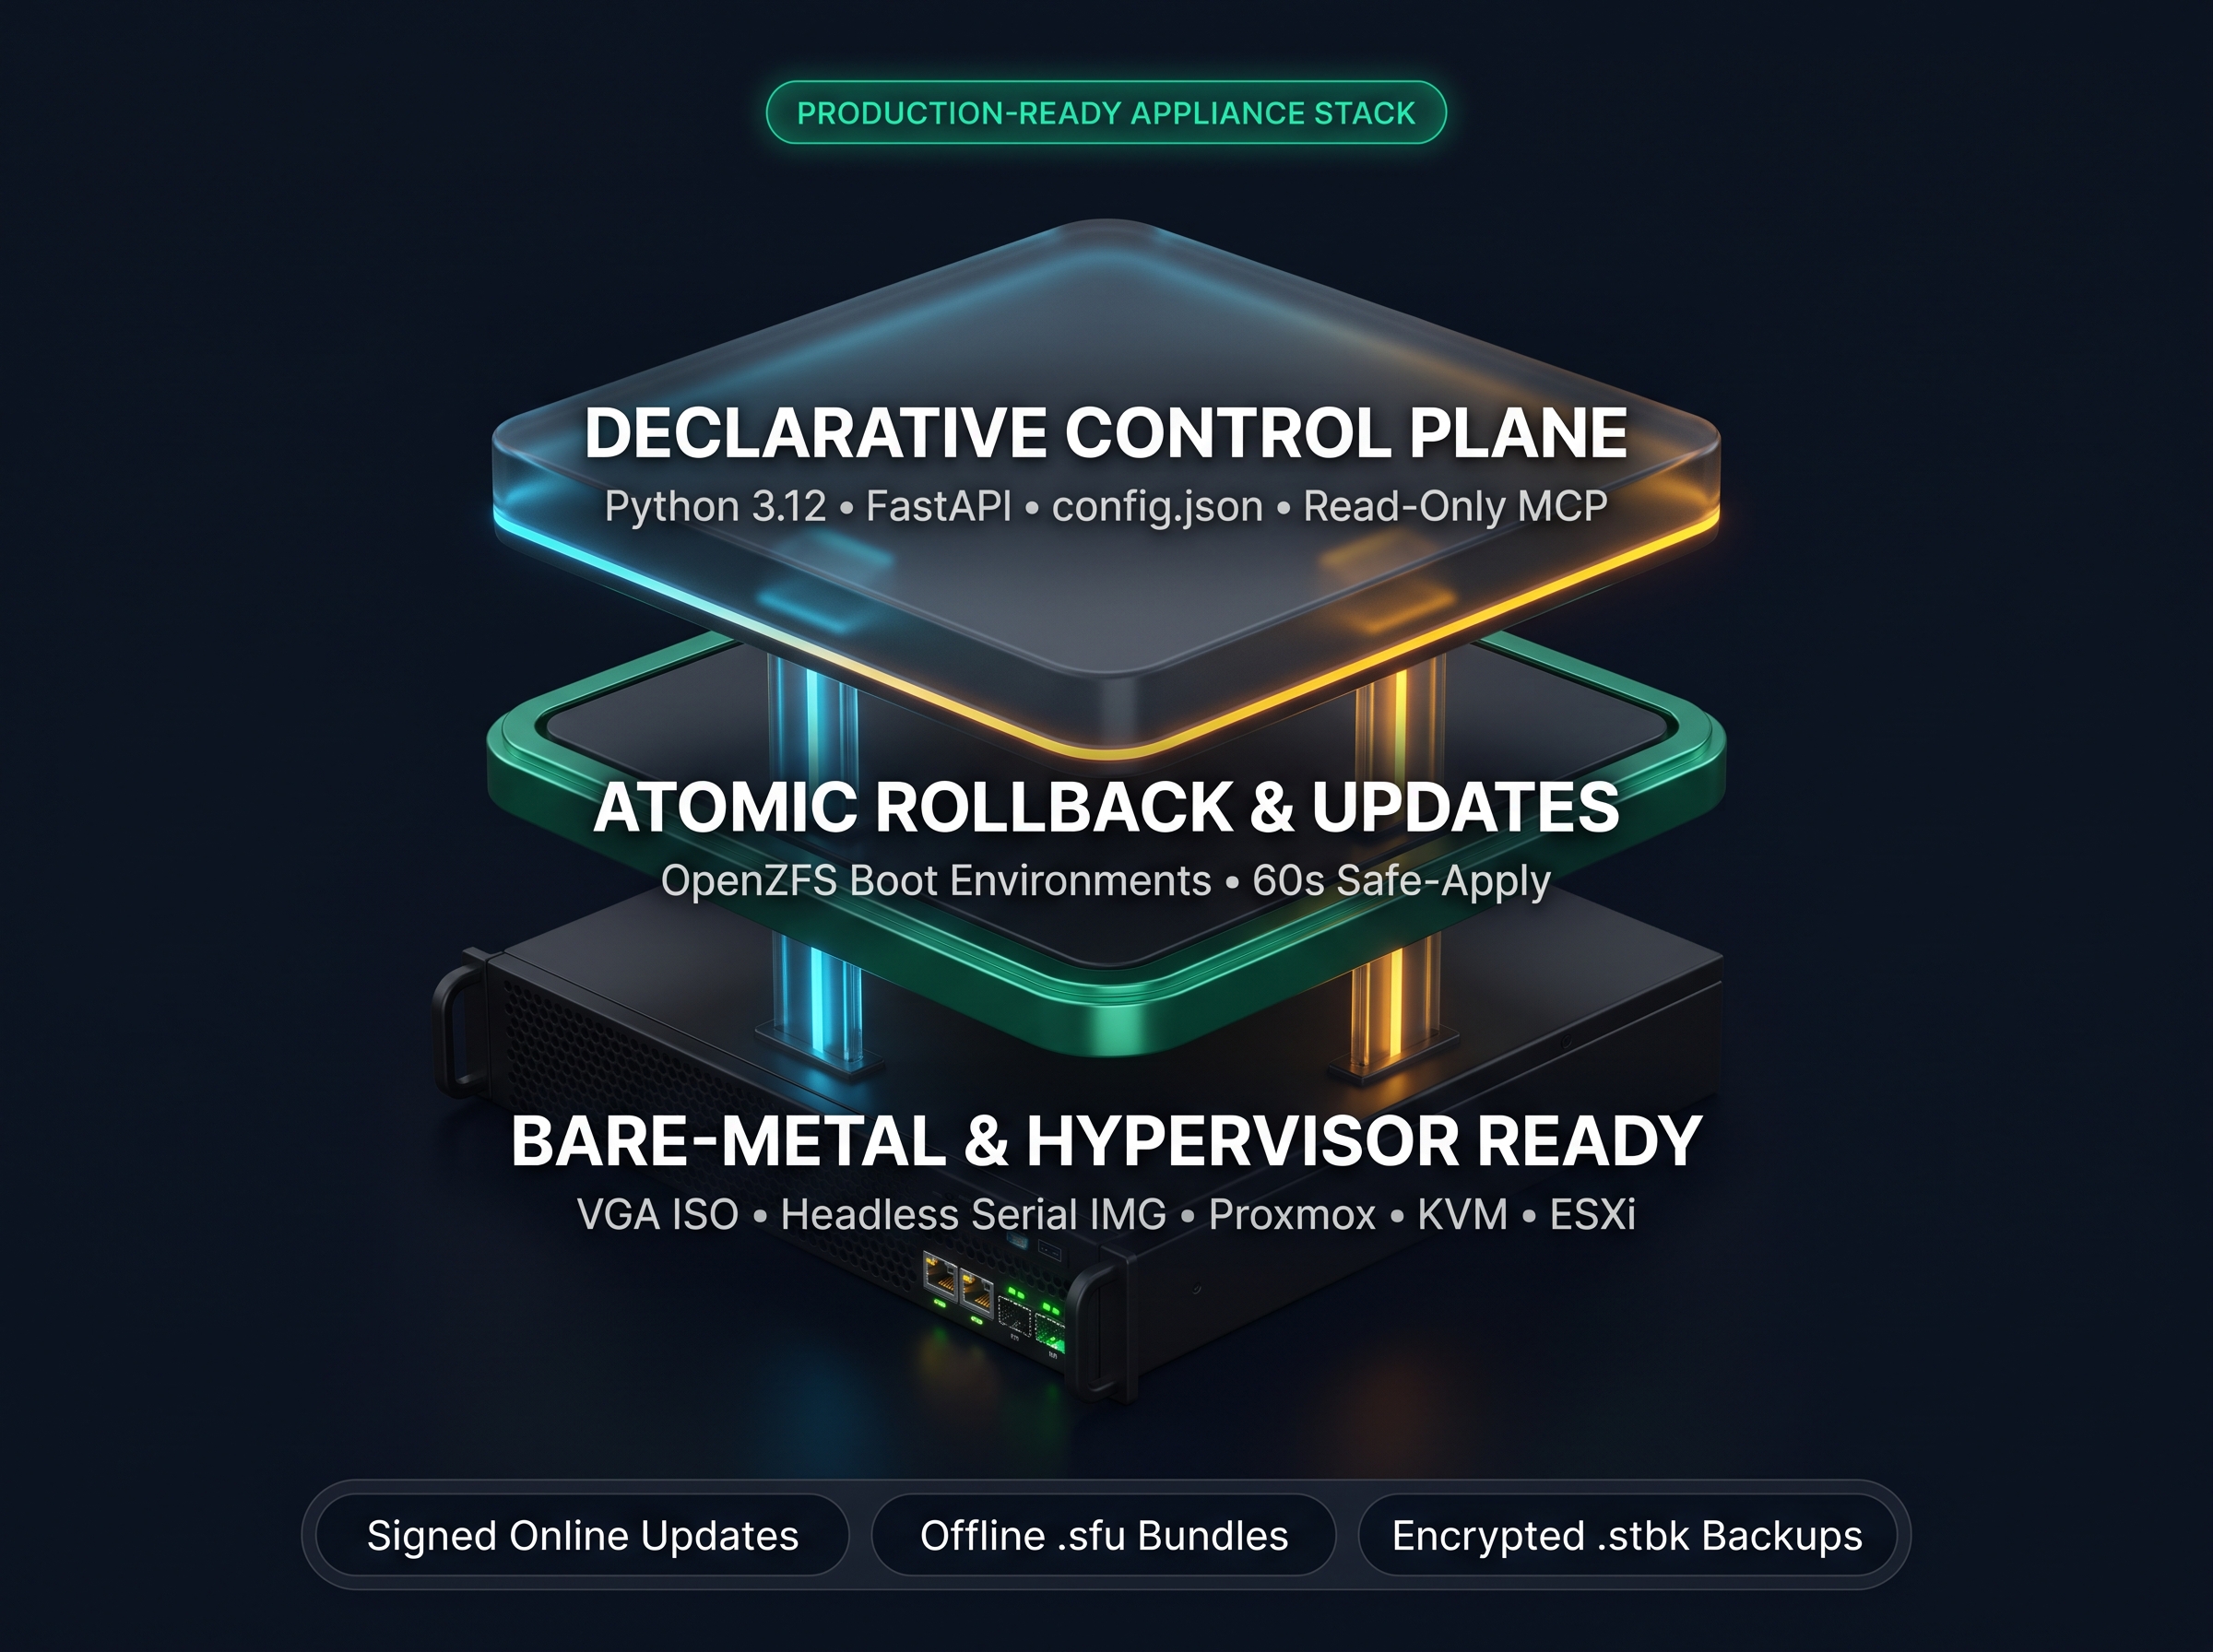 PRODUCTION-READY APPLIANCE STACK
DECLARATIVE CONTROL PLANE
Python 3.12 • FastAPI • config.json • Read-Only MCP
ATOMIC ROLLBACK & UPDATES
OpenZFS Boot Environments • 60s Safe-Apply
BARE-METAL & HYPERVISOR READY
VGA ISO • Headless Serial IMG • Proxmox • KVM • ESXi
Signed Online Updates
Offline .sfu Bundles
Encrypted .stbk Backups